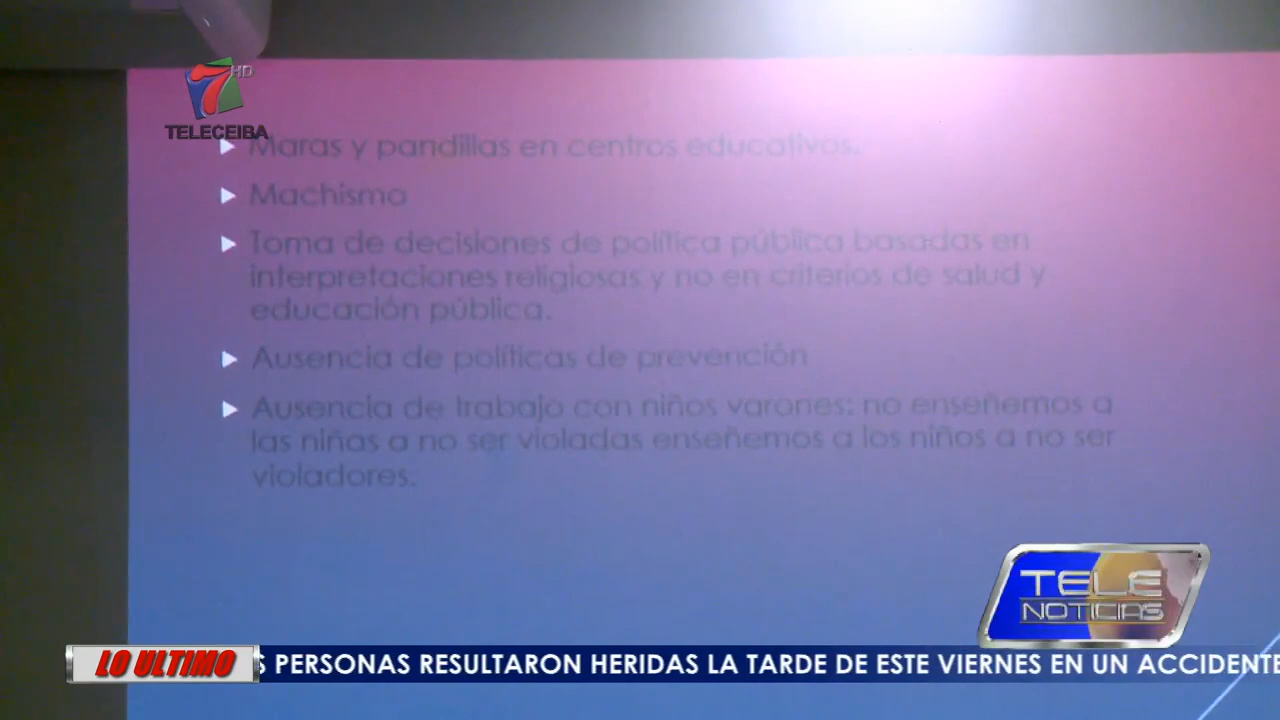 7 HD
TELECEIBA
Maras y pandillas en centros educativos.
Machismo
Toma de decisiones de política pública basadas en
interpretaciones religiosas y no en criterios de salud y
educación pública.
Ausencia de políticas de prevención
Ausencia de trabajo con niños varones: no enseñemos a
las niñas a no ser violadas enseñemos a los niños a no ser
violadores.
TELE
NOTICIAS
LO ULTIMO
S PERSONAS RESULTARON HERIDAS LA TARDE DE ESTE VIERNES EN UN ACCIDENTE